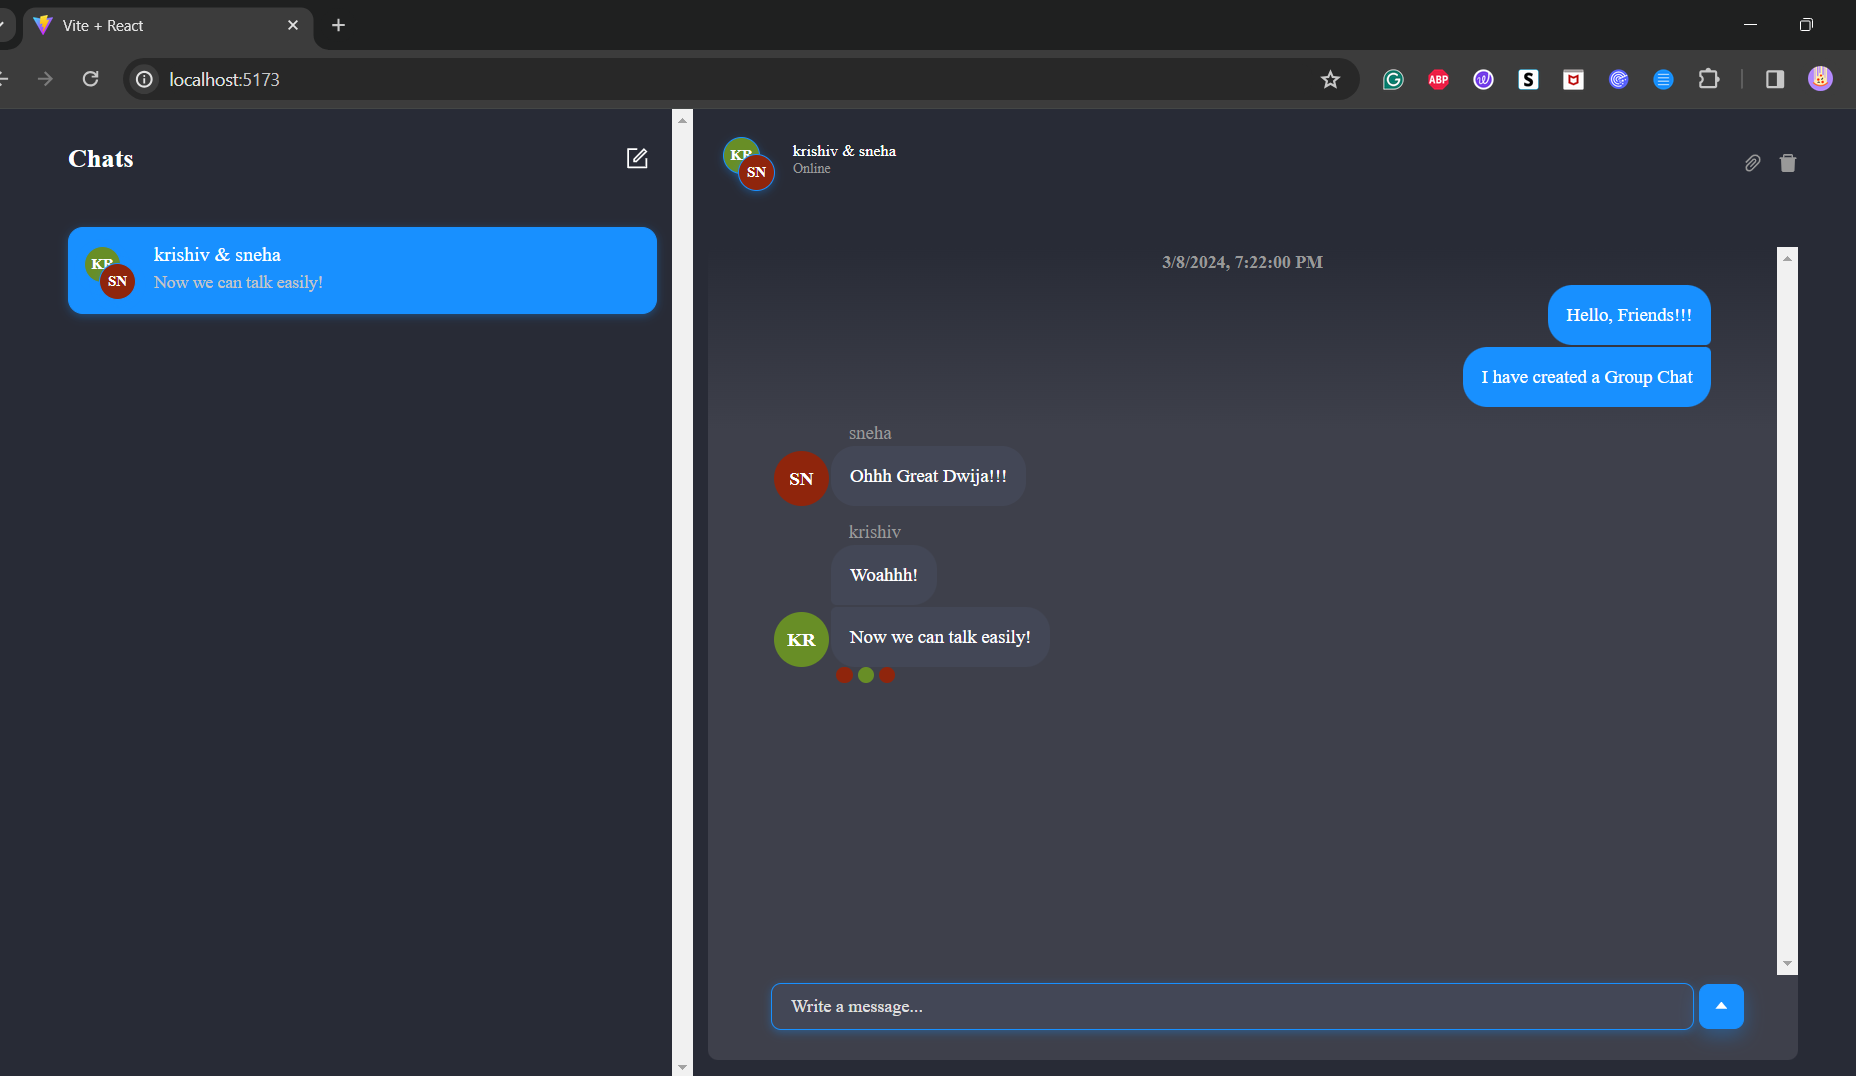 Vite + React
localhost:5173
ABP
S
Chats
KR
SN
krishiv & sneha
Now we can talk easily!
KR
SN
krishiv & sneha
Online
3/8/2024, 7:22:00 PM
Hello, Friends!!!
I have created a Group Chat
sneha
SN
Ohhh Great Dwija!!!
krishiv
Woahhh!
KR
Now we can talk easily!
Write a message...